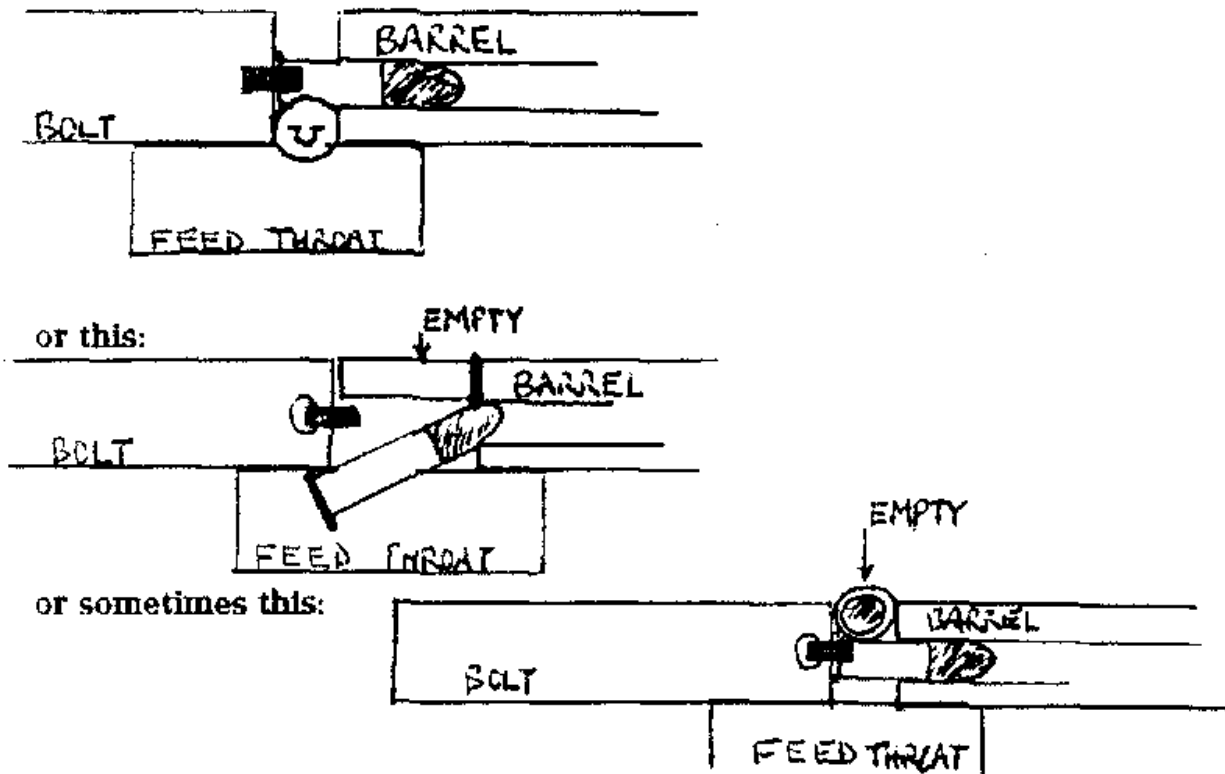 BARREL
BOLT
FEED THROAT
or this:
EMPTY
BARREL
BOLT
FEED THROAT
EMPTY
or sometimes this:
BARREL
BOLT
FEED THROAT